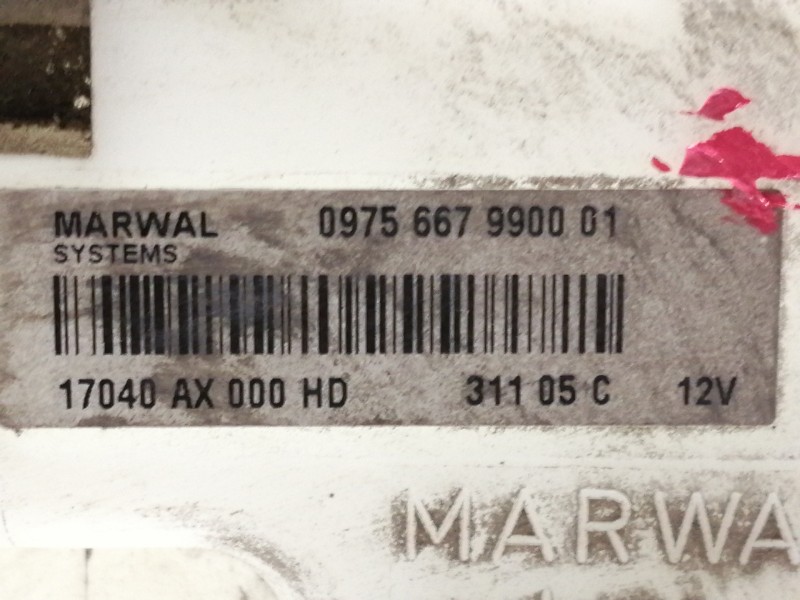 MARWAL 0975 667 9900 01
SYSTEMS
17040 AX 000 HD 311 05 C 12V
MARWA